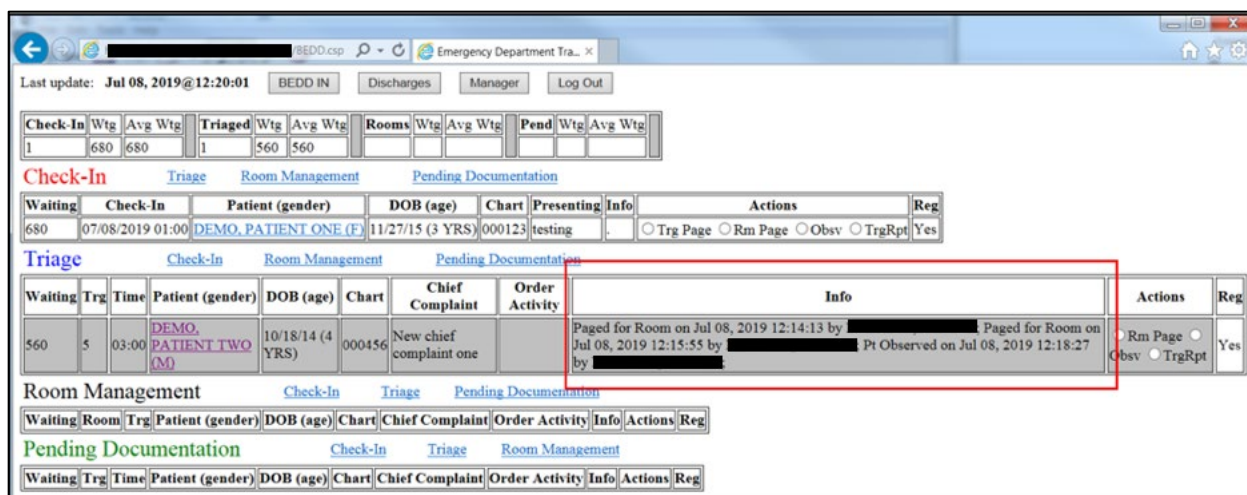 /BEDD.csp
Emergency Department Tra... ×
Last update: Jul 08, 2019@12:20:01 BEDD IN Discharges Manager Log Out
Check-In Wtg Avg Wtg Triaged Wtg Avg Wtg Rooms Wtg Avg Wtg Pend Wtg Avg Wtg
1 680 680 1 560 560
Check-In Triage Room Management Pending Documentation
Waiting Check-In Patient (gender) DOB (age) Chart Presenting Info Actions Reg
680 07/08/2019 01:00 DEMO, PATIENT ONE (F) 11/27/15 (3 YRS) 000123 testing . Trg Page Rm Page Obsv TrgRpt Yes
Triage Check-In Room Management Pending Documentation
Waiting Trg Time Patient (gender) DOB (age) Chart Chief Complaint Order Activity Info Actions Reg
560 5 03:00 DEMO, PATIENT TWO (M) 10/18/14 (4 YRS) 000456 New chief complaint one
Paged for Room on Jul 08, 2019 12:14:13 by ; Paged for Room on
Jul 08, 2019 12:15:55 by ; Pt Observed on Jul 08, 2019 12:18:27
by ;
Rm Page Obsv TrgRpt Yes
Room Management Check-In Triage Pending Documentation
Waiting Room Trg Patient (gender) DOB (age) Chart Chief Complaint Order Activity Info Actions Reg
Pending Documentation Check-In Triage Room Management
Waiting Trg Time Patient (gender) DOB (age) Chart Chief Complaint Order Activity Info Actions Reg